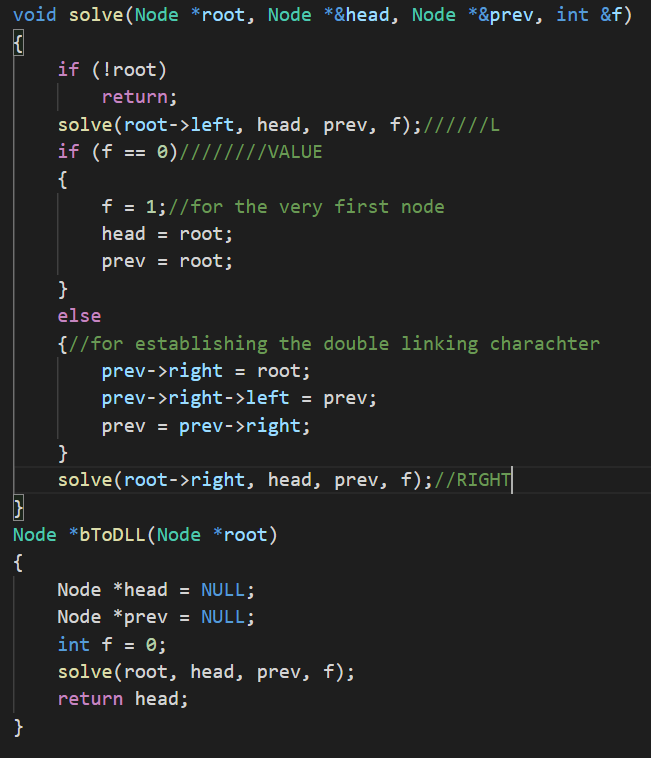 void solve(Node *root, Node *&head, Node *&prev, int &f)
{
    if (!root)
        return;
    solve(root->left, head, prev, f);//////L
    if (f == 0)////////VALUE
    {
        f = 1;//for the very first node
        head = root;
        prev = root;
    }
    else
    {//for establishing the double linking charachter
        prev->right = root;
        prev->right->left = prev;
        prev = prev->right;
    }
    solve(root->right, head, prev, f);//RIGHT
}
Node *bToDLL(Node *root)
{
    Node *head = NULL;
    Node *prev = NULL;
    int f = 0;
    solve(root, head, prev, f);
    return head;
}